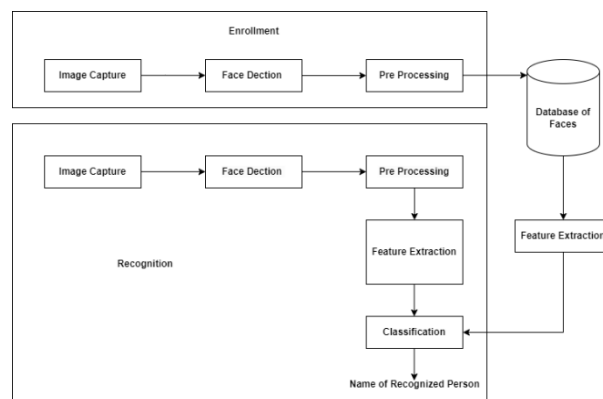 Enrollment
Image Capture
Face Dection
Pre Processing
Database of
Faces
Image Capture
Face Dection
Pre Processing
Feature Extraction
Feature Extraction
Recognition
Classification
Name of Recognized Person